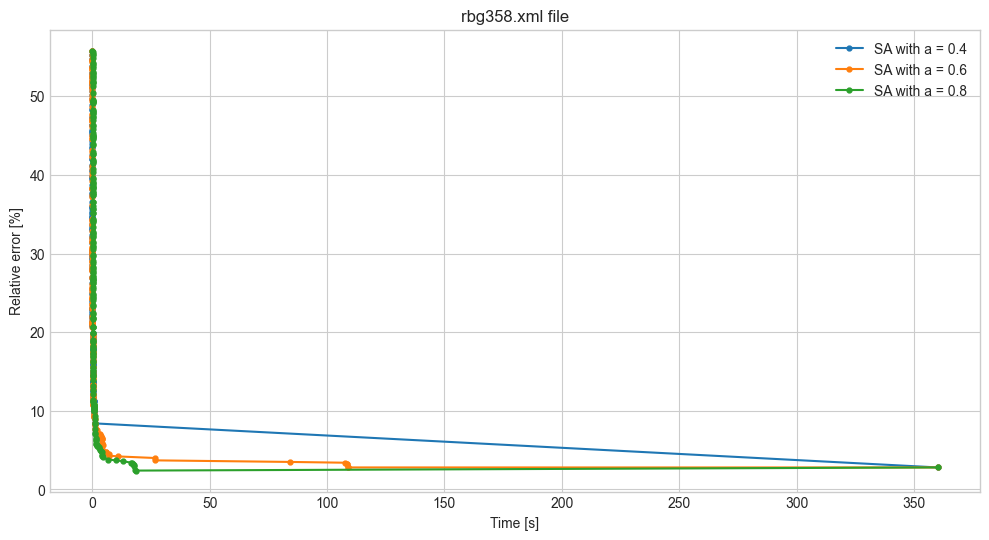 rbg358.xml file
SA with a = 0.4
SA with a = 0.6
SA with a = 0.8
Relative error [%]
50
40
30
20
10
0
0 50 100 150 200 250 300 350
Time [s]